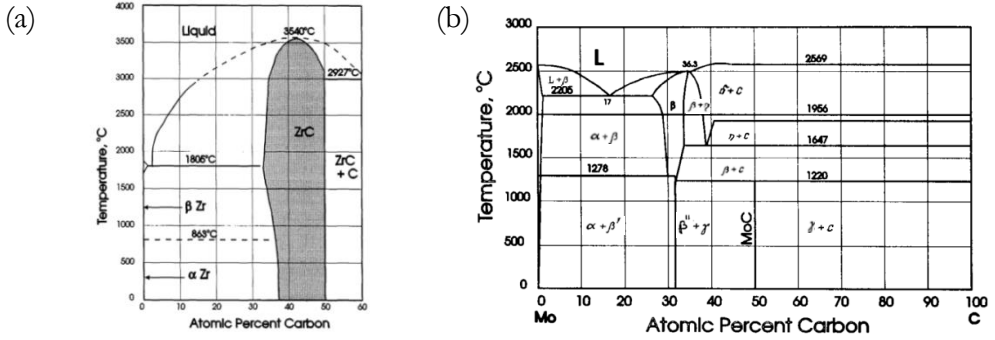 (a)
Temperature, °C
4000
3500
3000
2500
2000
1500
1000
500
0
Liquid
3540°C
2927°C
ZrC
ZrC
+ C
1805°C
β Zr
863°C
α Zr
0 10 20 30 40 50 60
Atomic Percent Carbon
(b)
Temperature, °C
3000
2500
2000
1500
1000
500
0
L
36.3
2569
L+β
2205
17
β
β+η
α+β
1956
η+C
1647
1278
β+C
1220
α+β'
β"+γ
MoC
γ+C
0 10 20 30 40 50 60 70 80 90 100
Mo
Atomic Percent Carbon
C